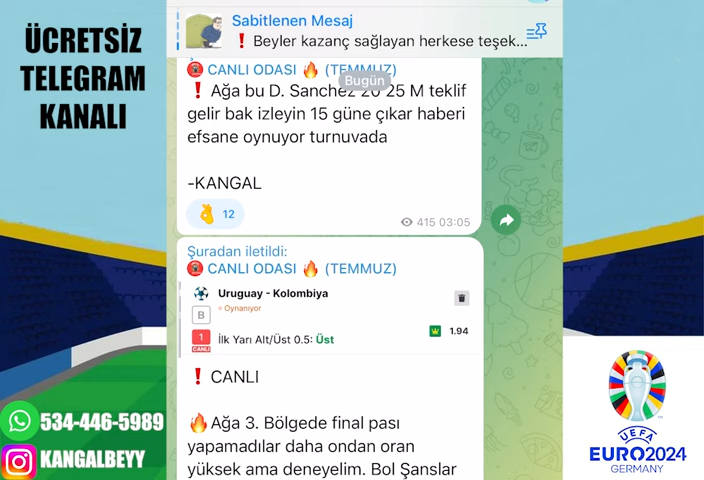 ÜCRETSİZ
TELEGRAM
KANALI
Sabitlenen Mesaj
❗ Beyler kazanç sağlayan herkese teşek...
CANLI ODASI 🔥 (TEMMUZ)
Bugün
❗ Ağa bu D. Sanchez 20 25 M teklif
gelir bak izleyin 15 güne çıkar haberi
efsane oynuyor turnuvada
-KANGAL
12
415 03:05
Şuradan iletildi:
CANLI ODASI 🔥 (TEMMUZ)
Uruguay - Kolombiya
B
Oynanıyor
1
CANLI
İlk Yarı Alt/Üst 0.5: Üst
1.94
❗ CANLI
🔥Ağa 3. Bölgede final pası
yapamadılar daha ondan oran
yüksek ama deneyelim. Bol Şanslar
534-446-5989
KANGALBEYY
UEFA
EURO2024
GERMANY